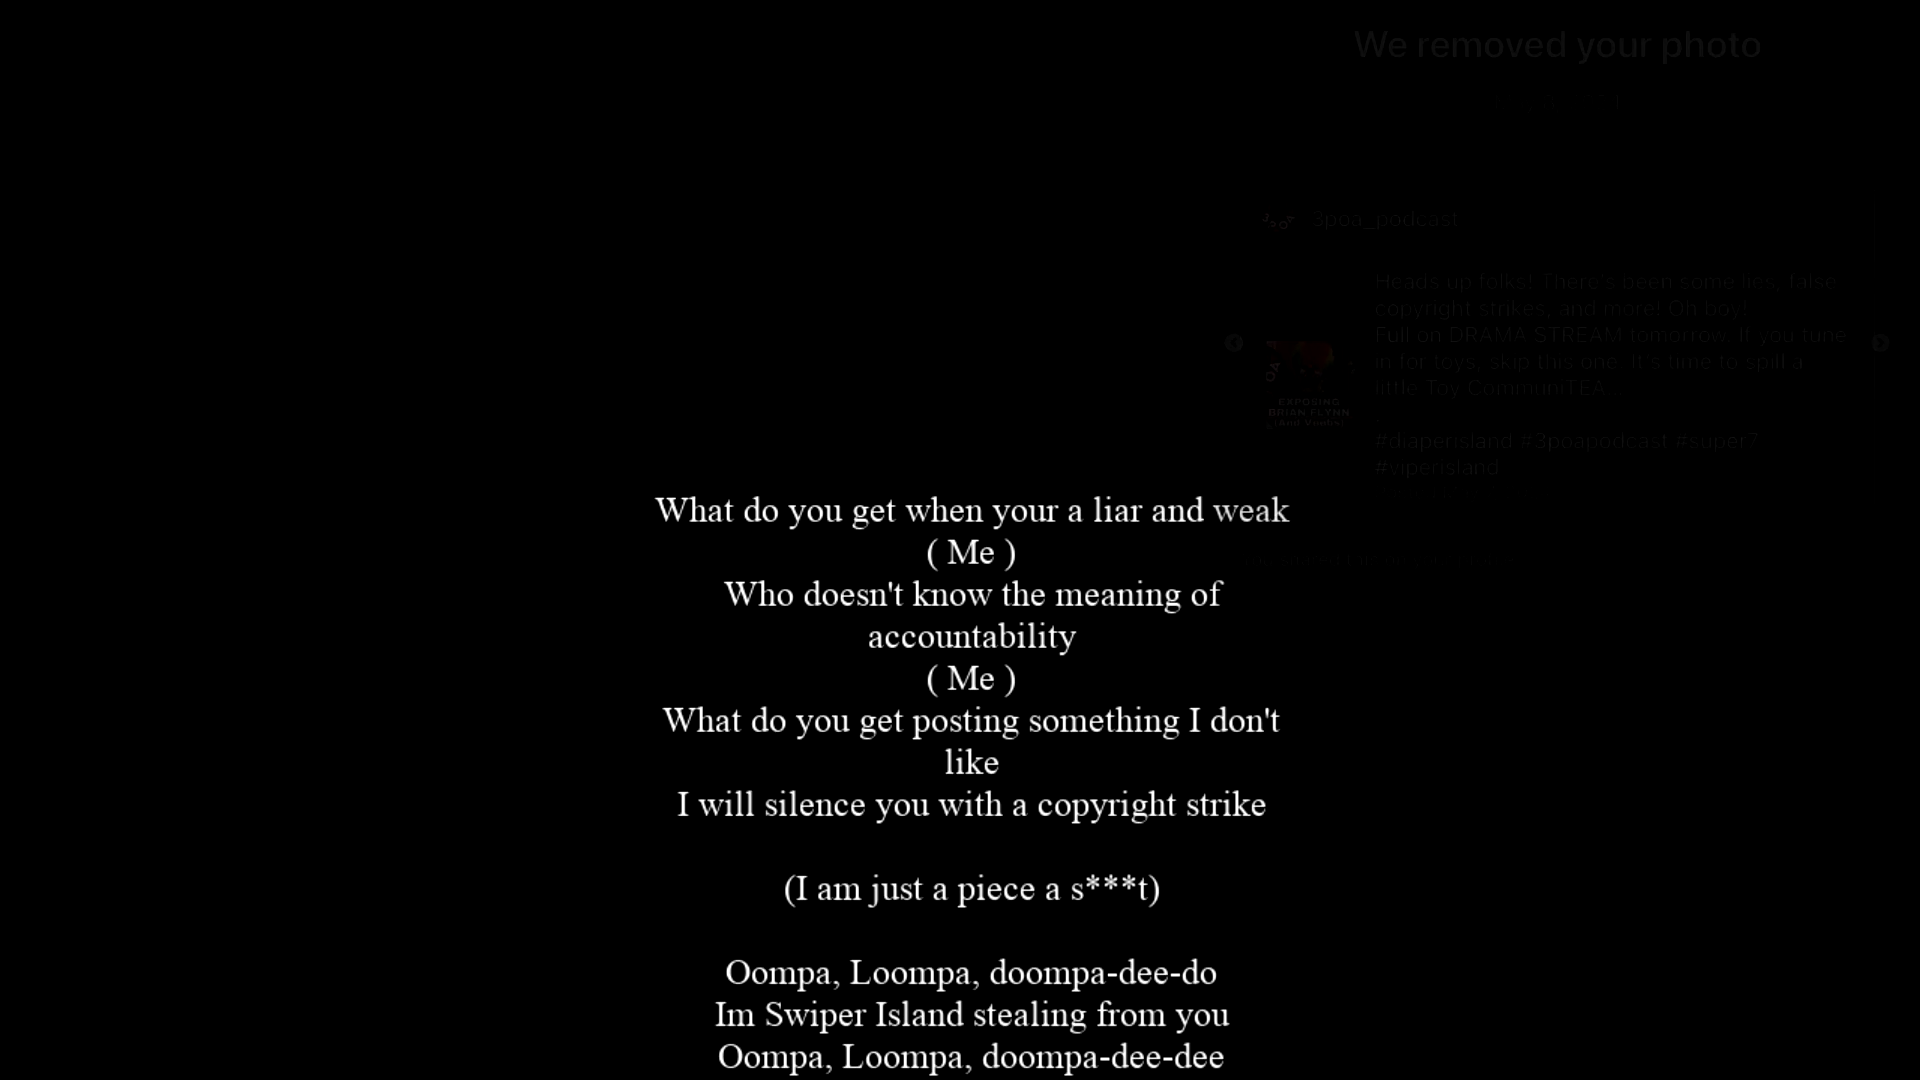 We removed your photo
3poa_podcast
Heads up folks! There's been some lies, false
copyright strikes, and more! Oh boy!
Full on DRAMA STREAM tomorrow. If you tune
in for toys, skip this one. It's time to spill a
little Toy CommuniTEA...
EXPOSING
BRIAN FLYNN
#diaperisland #3poapodcast #super7
#viperisland
What do you get when your a liar and weak
( Me )
Who doesn't know the meaning of
accountability
( Me )
What do you get posting something I don't
like
I will silence you with a copyright strike
(I am just a piece a s***t)
Oompa, Loompa, doompa-dee-do
Im Swiper Island stealing from you
Oompa, Loompa, doompa-dee-dee